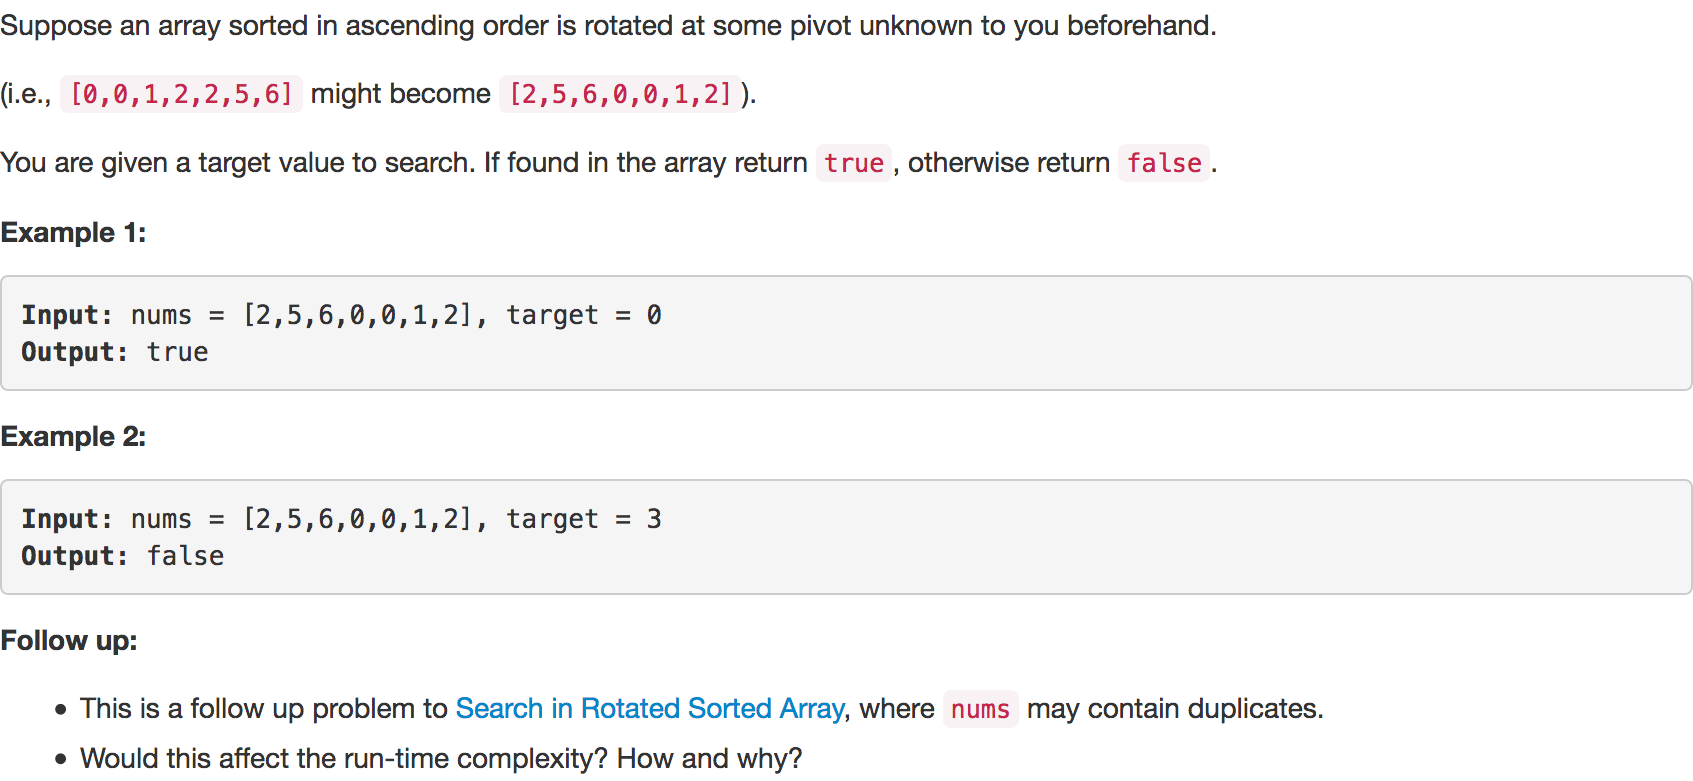 Suppose an array sorted in ascending order is rotated at some pivot unknown to you beforehand.
(i.e., [0,0,1,2,2,5,6] might become [2,5,6,0,0,1,2]).
You are given a target value to search. If found in the array return true, otherwise return false.
Example 1:
Input: nums = [2,5,6,0,0,1,2], target = 0
Output: true
Example 2:
Input: nums = [2,5,6,0,0,1,2], target = 3
Output: false
Follow up:
• This is a follow up problem to Search in Rotated Sorted Array, where nums may contain duplicates.
• Would this affect the run-time complexity? How and why?